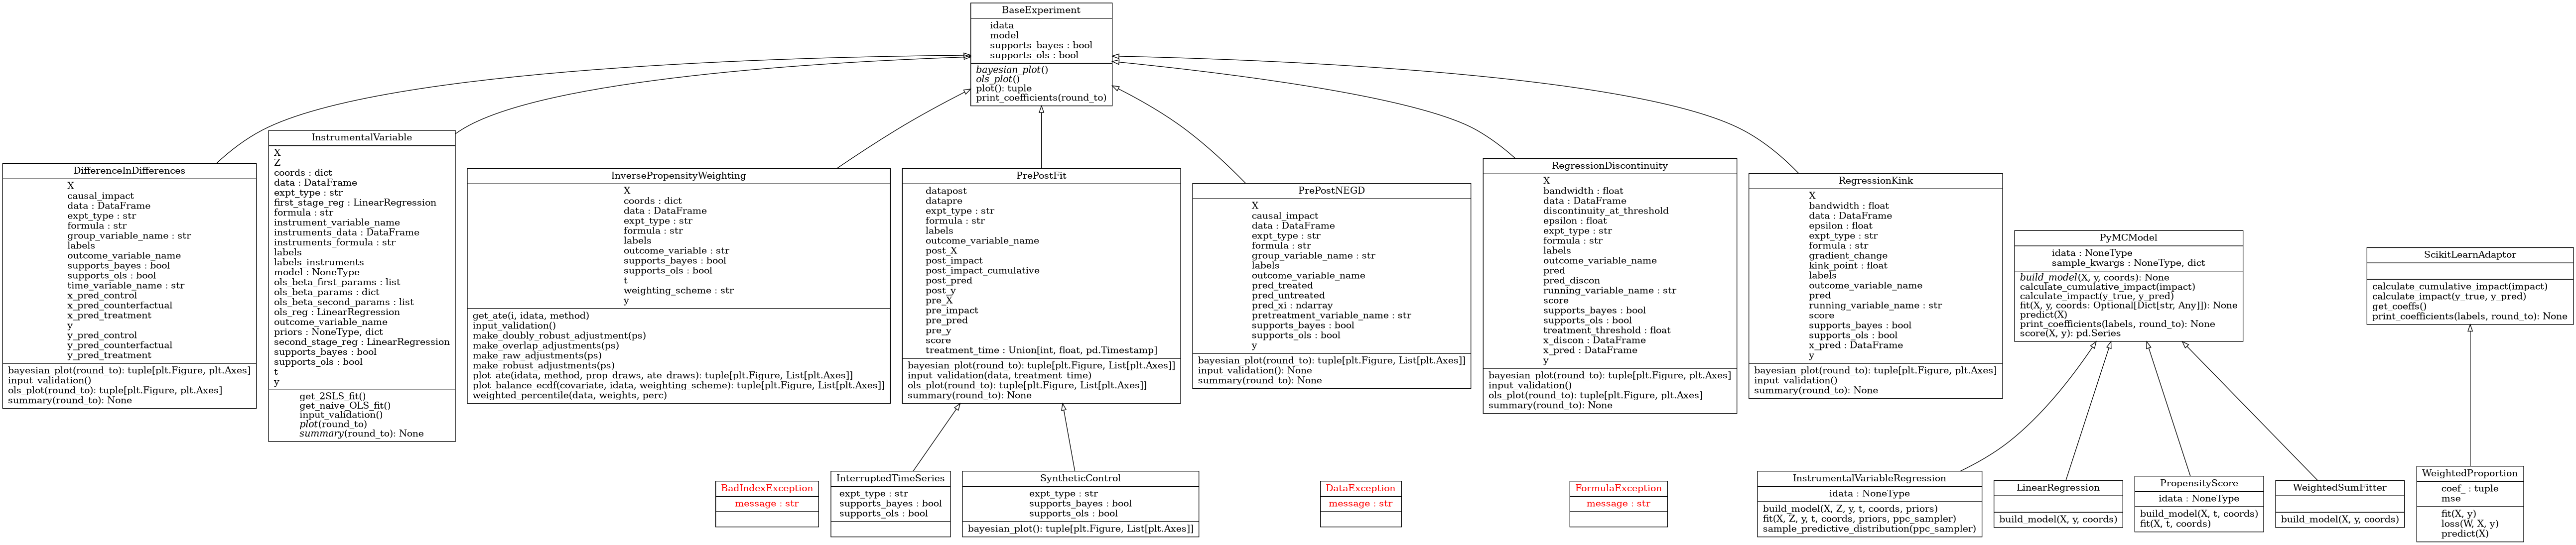 BaseExperiment
idata
model
supports_bayes : bool
supports_ols : bool
bayesian_plot()
ols_plot()
plot(): tuple
print_coefficients(round_to)
DifferenceInDifferences
X
causal_impact
data : DataFrame
expt_type : str
formula : str
group_variable_name : str
labels
outcome_variable_name
supports_bayes : bool
supports_ols : bool
time_variable_name : str
x_pred_control
x_pred_counterfactual
x_pred_treatment
y
y_pred_control
y_pred_counterfactual
y_pred_treatment
bayesian_plot(round_to): tuple[plt.Figure, plt.Axes]
input_validation()
ols_plot(round_to): tuple[plt.Figure, plt.Axes]
summary(round_to): None
InstrumentalVariable
X
Z
coords : dict
data : DataFrame
expt_type : str
first_stage_reg : LinearRegression
formula : str
instrument_variable_name
instruments_data : DataFrame
instruments_formula : str
labels
labels_instruments
model : NoneType
ols_beta_first_params : list
ols_beta_params : dict
ols_beta_second_params : list
ols_reg : LinearRegression
outcome_variable_name
priors : NoneType, dict
second_stage_reg : LinearRegression
supports_bayes : bool
supports_ols : bool
t
y
get_2SLS_fit()
get_naive_OLS_fit()
input_validation()
plot(round_to)
summary(round_to): None
InversePropensityWeighting
X
coords : dict
data : DataFrame
expt_type : str
formula : str
labels
outcome_variable : str
supports_bayes : bool
supports_ols : bool
t
weighting_scheme : str
y
get_ate(i, idata, method)
input_validation()
make_doubly_robust_adjustment(ps)
make_overlap_adjustments(ps)
make_raw_adjustments(ps)
make_robust_adjustments(ps)
plot_ate(idata, method, prop_draws, ate_draws): tuple[plt.Figure, List[plt.Axes]]
plot_balance_ecdf(covariate, idata, weighting_scheme): tuple[plt.Figure, List[plt.Axes]]
weighted_percentile(data, weights, perc)
PrePostFit
datapost
datapre
expt_type : str
formula : str
labels
outcome_variable_name
post_X
post_impact
post_impact_cumulative
post_pred
post_y
pre_X
pre_impact
pre_pred
pre_y
score
treatment_time : Union[int, float, pd.Timestamp]
bayesian_plot(round_to): tuple[plt.Figure, List[plt.Axes]]
input_validation(data, treatment_time)
ols_plot(round_to): tuple[plt.Figure, List[plt.Axes]]
summary(round_to): None
PrePostNEGD
X
causal_impact
data : DataFrame
expt_type : str
formula : str
group_variable_name : str
labels
outcome_variable_name
pred_treated
pred_untreated
pred_xi : ndarray
pretreatment_variable_name : str
supports_bayes : bool
supports_ols : bool
y
bayesian_plot(round_to): tuple[plt.Figure, List[plt.Axes]]
input_validation(): None
summary(round_to): None
RegressionDiscontinuity
X
bandwidth : float
data : DataFrame
discontinuity_at_threshold
epsilon : float
expt_type : str
formula : str
labels
outcome_variable_name
pred
pred_discon
running_variable_name : str
score
supports_bayes : bool
supports_ols : bool
treatment_threshold : float
x_discon : DataFrame
x_pred : DataFrame
y
bayesian_plot(round_to): tuple[plt.Figure, plt.Axes]
input_validation()
ols_plot(round_to): tuple[plt.Figure, plt.Axes]
summary(round_to): None
RegressionKink
X
bandwidth : float
data : DataFrame
epsilon : float
expt_type : str
formula : str
gradient_change
kink_point : float
labels
outcome_variable_name
pred
running_variable_name : str
score
supports_bayes : bool
supports_ols : bool
x_pred : DataFrame
y
bayesian_plot(round_to): tuple[plt.Figure, plt.Axes]
input_validation()
summary(round_to): None
PyMCModel
idata : NoneType
sample_kwargs : NoneType, dict
build_model(X, y, coords): None
calculate_cumulative_impact(impact)
calculate_impact(y_true, y_pred)
fit(X, y, coords: Optional[Dict[str, Any]]): None
predict(X)
print_coefficients(labels, round_to): None
score(X, y): pd.Series
ScikitLearnAdaptor
calculate_cumulative_impact(impact)
calculate_impact(y_true, y_pred)
get_coeffs()
print_coefficients(labels, round_to): None
BadIndexException
message : str
InterruptedTimeSeries
expt_type : str
supports_bayes : bool
supports_ols : bool
SyntheticControl
expt_type : str
supports_bayes : bool
supports_ols : bool
bayesian_plot(): tuple[plt.Figure, List[plt.Axes]]
DataException
message : str
FormulaException
message : str
InstrumentalVariableRegression
idata : NoneType
build_model(X, Z, y, t, coords, priors)
fit(X, Z, y, t, coords, priors, ppc_sampler)
sample_predictive_distribution(ppc_sampler)
LinearRegression
build_model(X, y, coords)
PropensityScore
idata : NoneType
build_model(X, t, coords)
fit(X, t, coords)
WeightedSumFitter
build_model(X, y, coords)
WeightedProportion
coef_ : tuple
mse
fit(X, y)
loss(W, X, y)
predict(X)